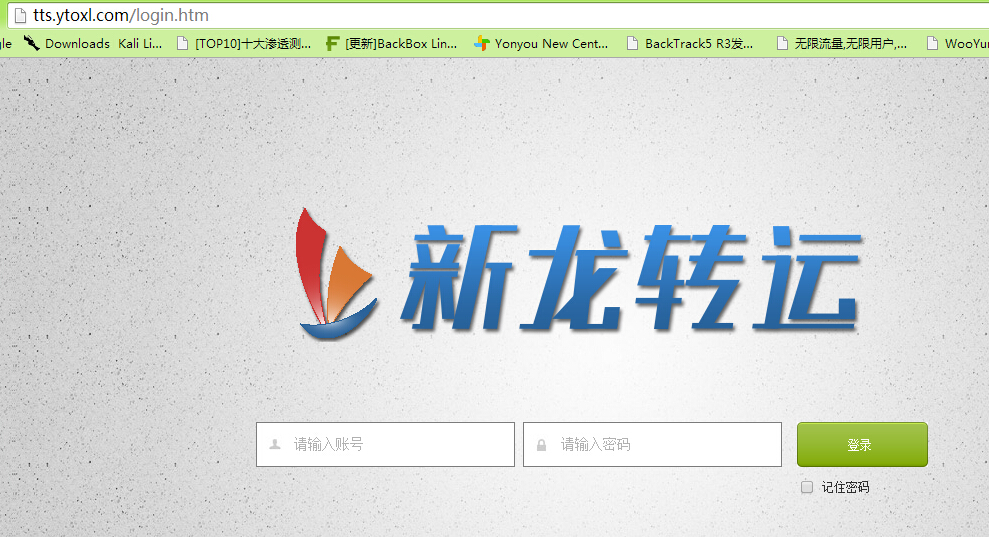 tts.ytoxl.com/login.htm
gle Downloads Kali Li... [TOP10]十大渗透测... [更新]BackBox Lin... Yonyou New Cent... BackTrack5 R3发... 无限流量,无限用户,... WooYun
新龙转运
请输入账号 请输入密码 登录
记住密码